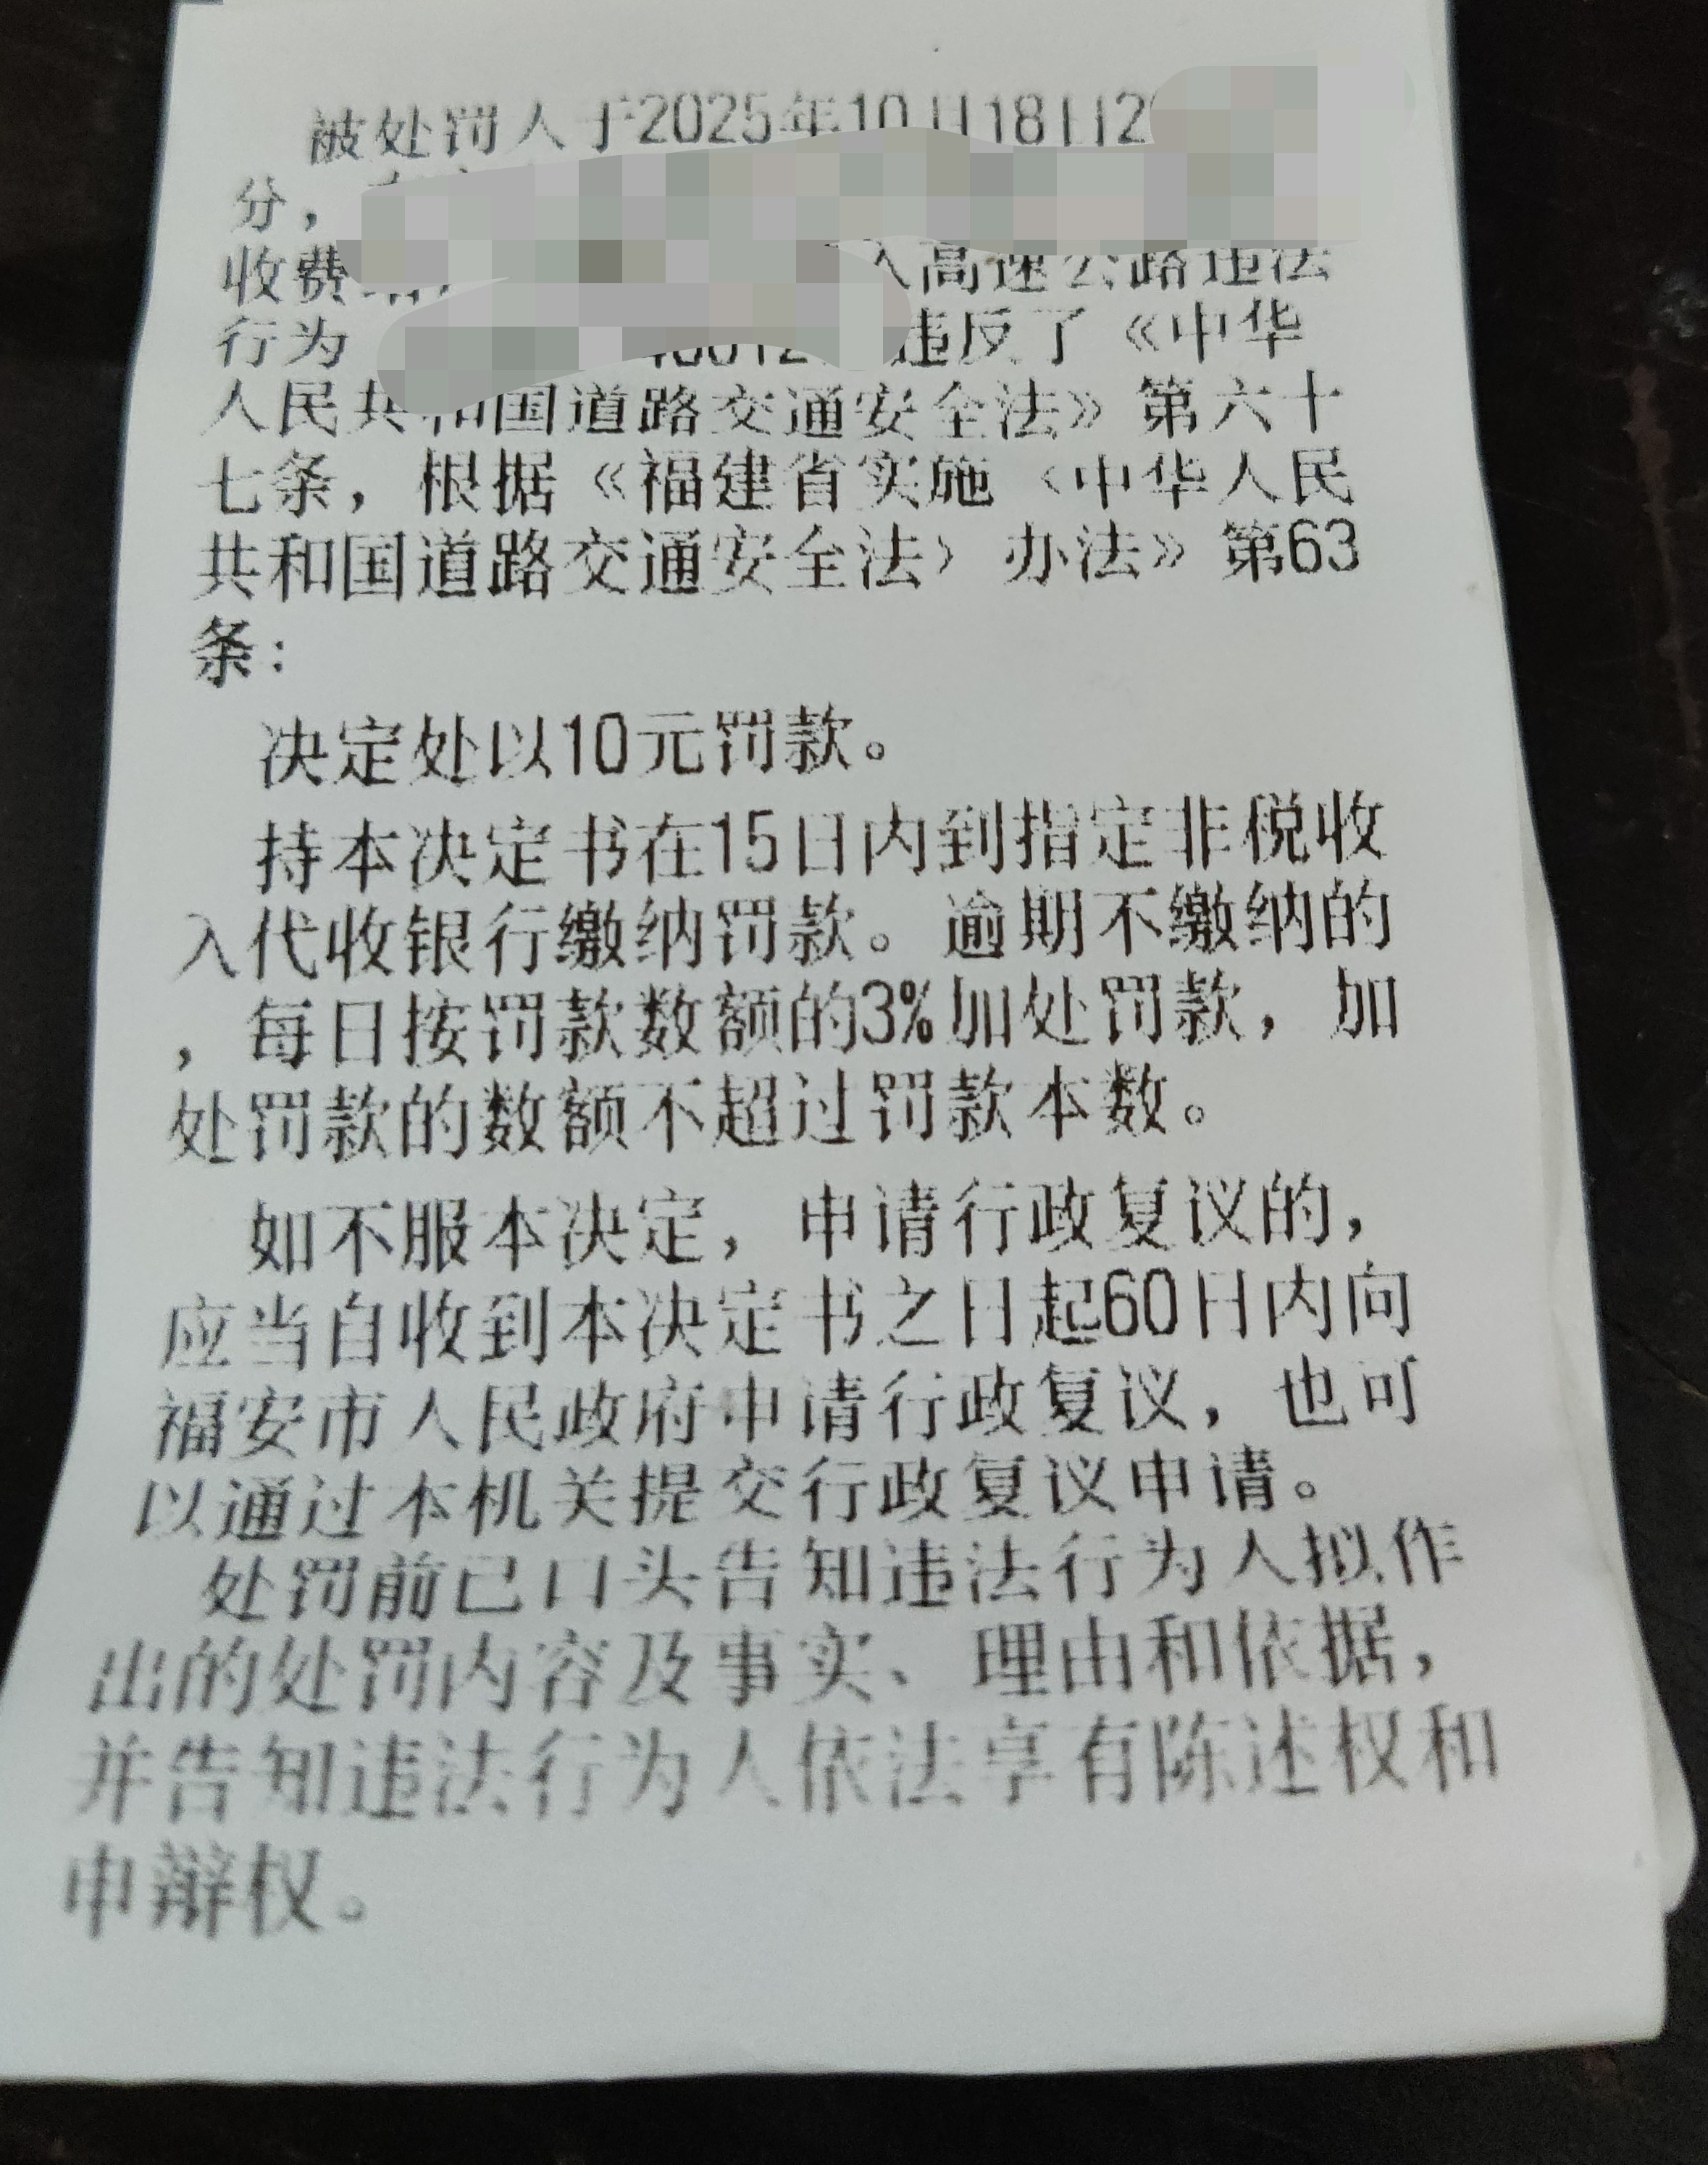 被处罚人于2025年10月18日2
分，
收费
入高速公路违法
行为 违反了《中华
人民共和国道路交通安全法》第六十
七条，根据《福建省实施〈中华人民
共和国道路交通安全法〉办法》第63
条：
决定处以10元罚款。
持本决定书在15日内到指定非税收
入代收银行缴纳罚款。逾期不缴纳的
，每日按罚款数额的3%加处罚款，加
处罚款的数额不超过罚款本数。
如不服本决定，申请行政复议的，
应当自收到本决定书之日起60日内向
福安市人民政府申请行政复议，也可
以通过本机关提交行政复议申请。
处罚前已口头告知违法行为人拟作
出的处罚内容及事实、理由和依据，
并告知违法行为人依法享有陈述权和
申辩权。